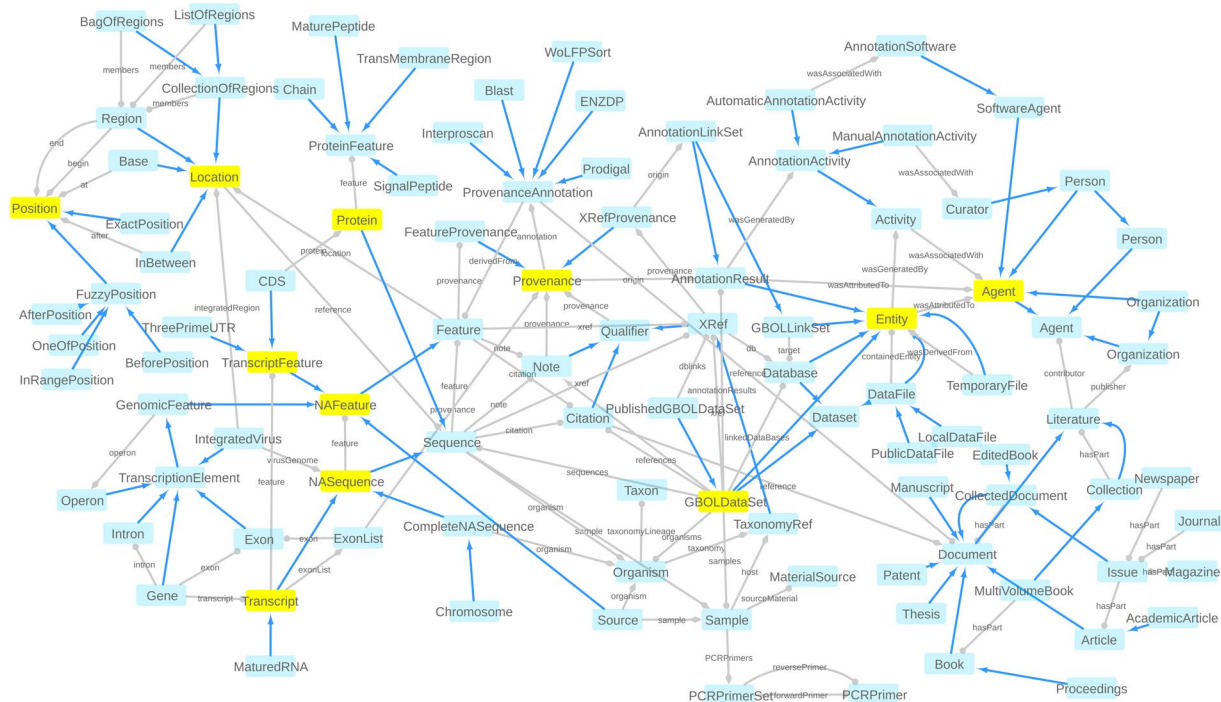 BagOfRegions
ListOfRegions
MaturePeptide
WoLFPSort
AnnotationSoftware
wasAssociatedWith
TransMembraneRegion
members
members
CollectionOfRegions
Chain
Blast
ENZDP
AutomaticAnnotationActivity
SoftwareAgent
members
Region
Interproscan
AnnotationLinkSet
ManualAnnotationActivity
end
ProteinFeature
AnnotationActivity
begin
Base
Location
feature
SignalPeptide
ProvenanceAnnotation
Prodigal
origin
wasAssociatedWith
Person
at
Position
Protein
XRefProvenance
Curator
ExactPosition
FeatureProvenance
wasGeneratedBy
Activity
Person
after
annotation
InBetween
protein
location
derivedFrom
wasAssociatedWith
provenance
Provenance
provenance
origin
AnnotationResult
wasGeneratedBy
CDS
wasAttributedTo
Agent
FuzzyPosition
integratedRegion
reference
provenance
wasAttributedTo
Organization
AfterPosition
ThreePrimeUTR
Feature
provenance
xref
Qualifier
XRef
GBOLLinkSet
Entity
Agent
OneOfPosition
note
target
wasDerivedFrom
TranscriptFeature
BeforePosition
db
containedEntity
Organization
InRangePosition
citation
Note
dblinks
reference
Database
contributor
publisher
feature
xref
annotationResults
DataFile
TemporaryFile
GenomicFeature
NAFeature
provenance
note
PublishedGBOLDataSet
xref
Dataset
Literature
operon
IntegratedVirus
feature
Sequence
citation
Citation
linkedDataBases
LocalDataFile
PublicDataFile
EditedBook
hasPart
virusGenome
references
Newspaper
TranscriptionElement
feature
NASequence
sequences
reference
Manuscript
CollectedDocument
Collection
Operon
Taxon
GBOLDataSet
organism
hasPart
hasPart
Journal
Intron
Exon
exon
ExonList
CompleteNASequence
sample
taxonomyLineage
organisms
TaxonomyRef
Document
hasPart
organism
taxonomy
intron
exon
exonList
Organism
samples
host
MaterialSource
Patent
Issue
hasPart
Magazine
MultiVolumeBook
Gene
transcript
Transcript
organism
sourceMaterial
Chromosome
Thesis
hasPart
AcademicArticle
Source
sample
Sample
hasPart
Article
MaturedRNA
PCRPrimers
reversePrimer
Book
PCRPrimerSet
forwardPrimer
PCRPrimer
Proceedings